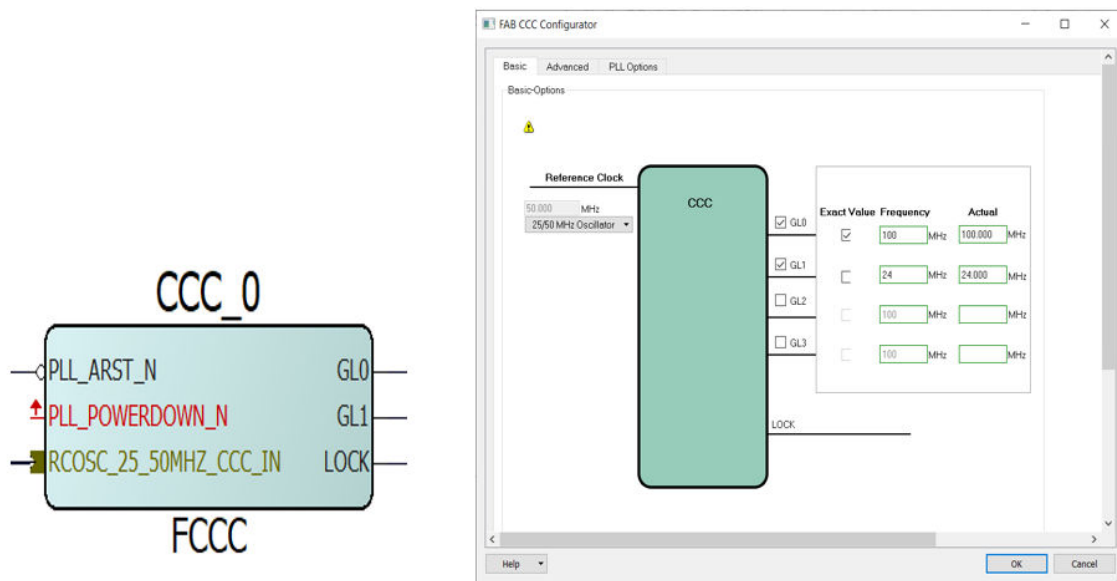 CCC_0
PLL_ARST_N GL0
PLL_POWERDOWN_N GL1
RCOSC_25_50MHZ_CCC_IN LOCK
FCCC
FAB CCC Configurator
Basic Advanced PLL Options
Basic Options
Reference Clock
50.000 MHz
25/50 MHz Oscillator
CCC
GL0
GL1
GL2
GL3
LOCK
Exact Value Frequency Actual
100 MHz 100.000 MHz
24 MHz 24.000 MHz
100 MHz MHz
100 MHz MHz
Help OK Cancel